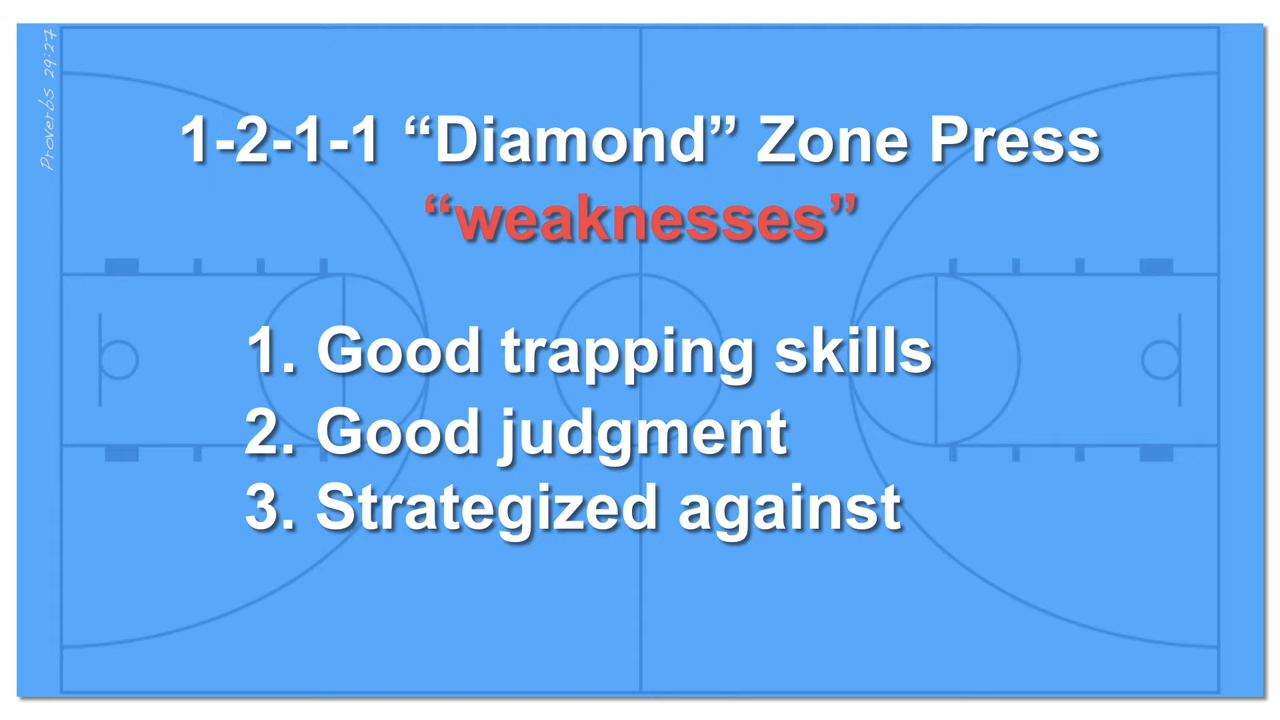 Proverbs 29:27
1-2-1-1 “Diamond” Zone Press
“weaknesses”
1. Good trapping skills
2. Good judgment
3. Strategized against